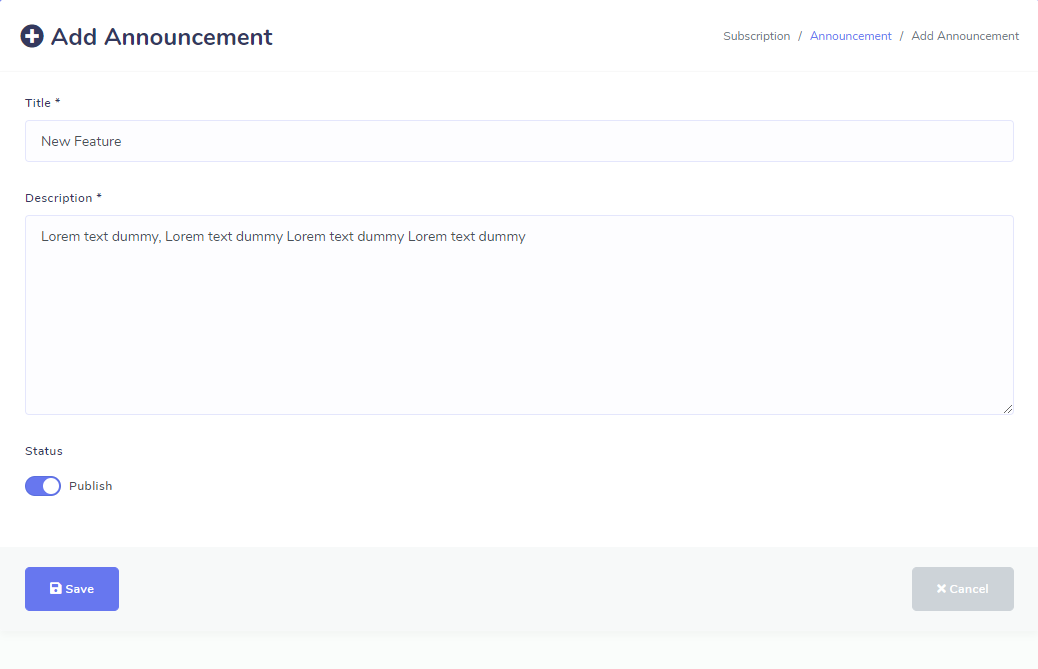 Add Announcement
Subscription / Announcement / Add Announcement
Title *
New Feature
Description *
Lorem text dummy, Lorem text dummy Lorem text dummy Lorem text dummy
Status
Publish
Save
Cancel